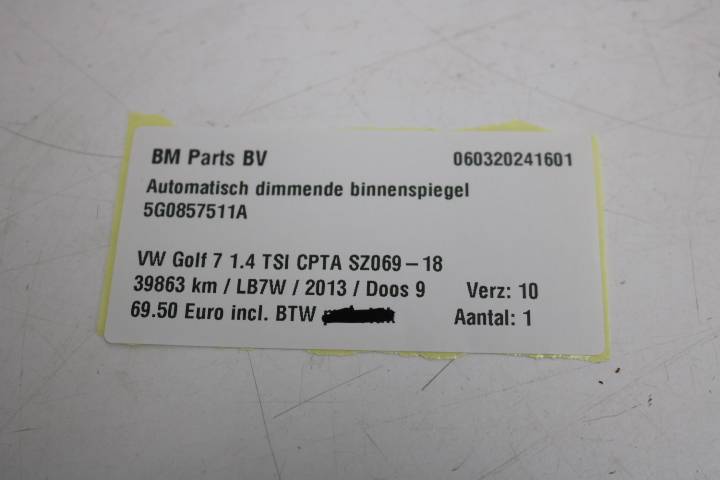 BM Parts BV 060320241601
Automatisch dimmende binnenspiegel
5G0857511A
VW Golf 7 1.4 TSI CPTA SZ069-18
39863 km / LB7W / 2013 / Doos 9 Verz: 10
69.50 Euro incl. BTW Aantal: 1